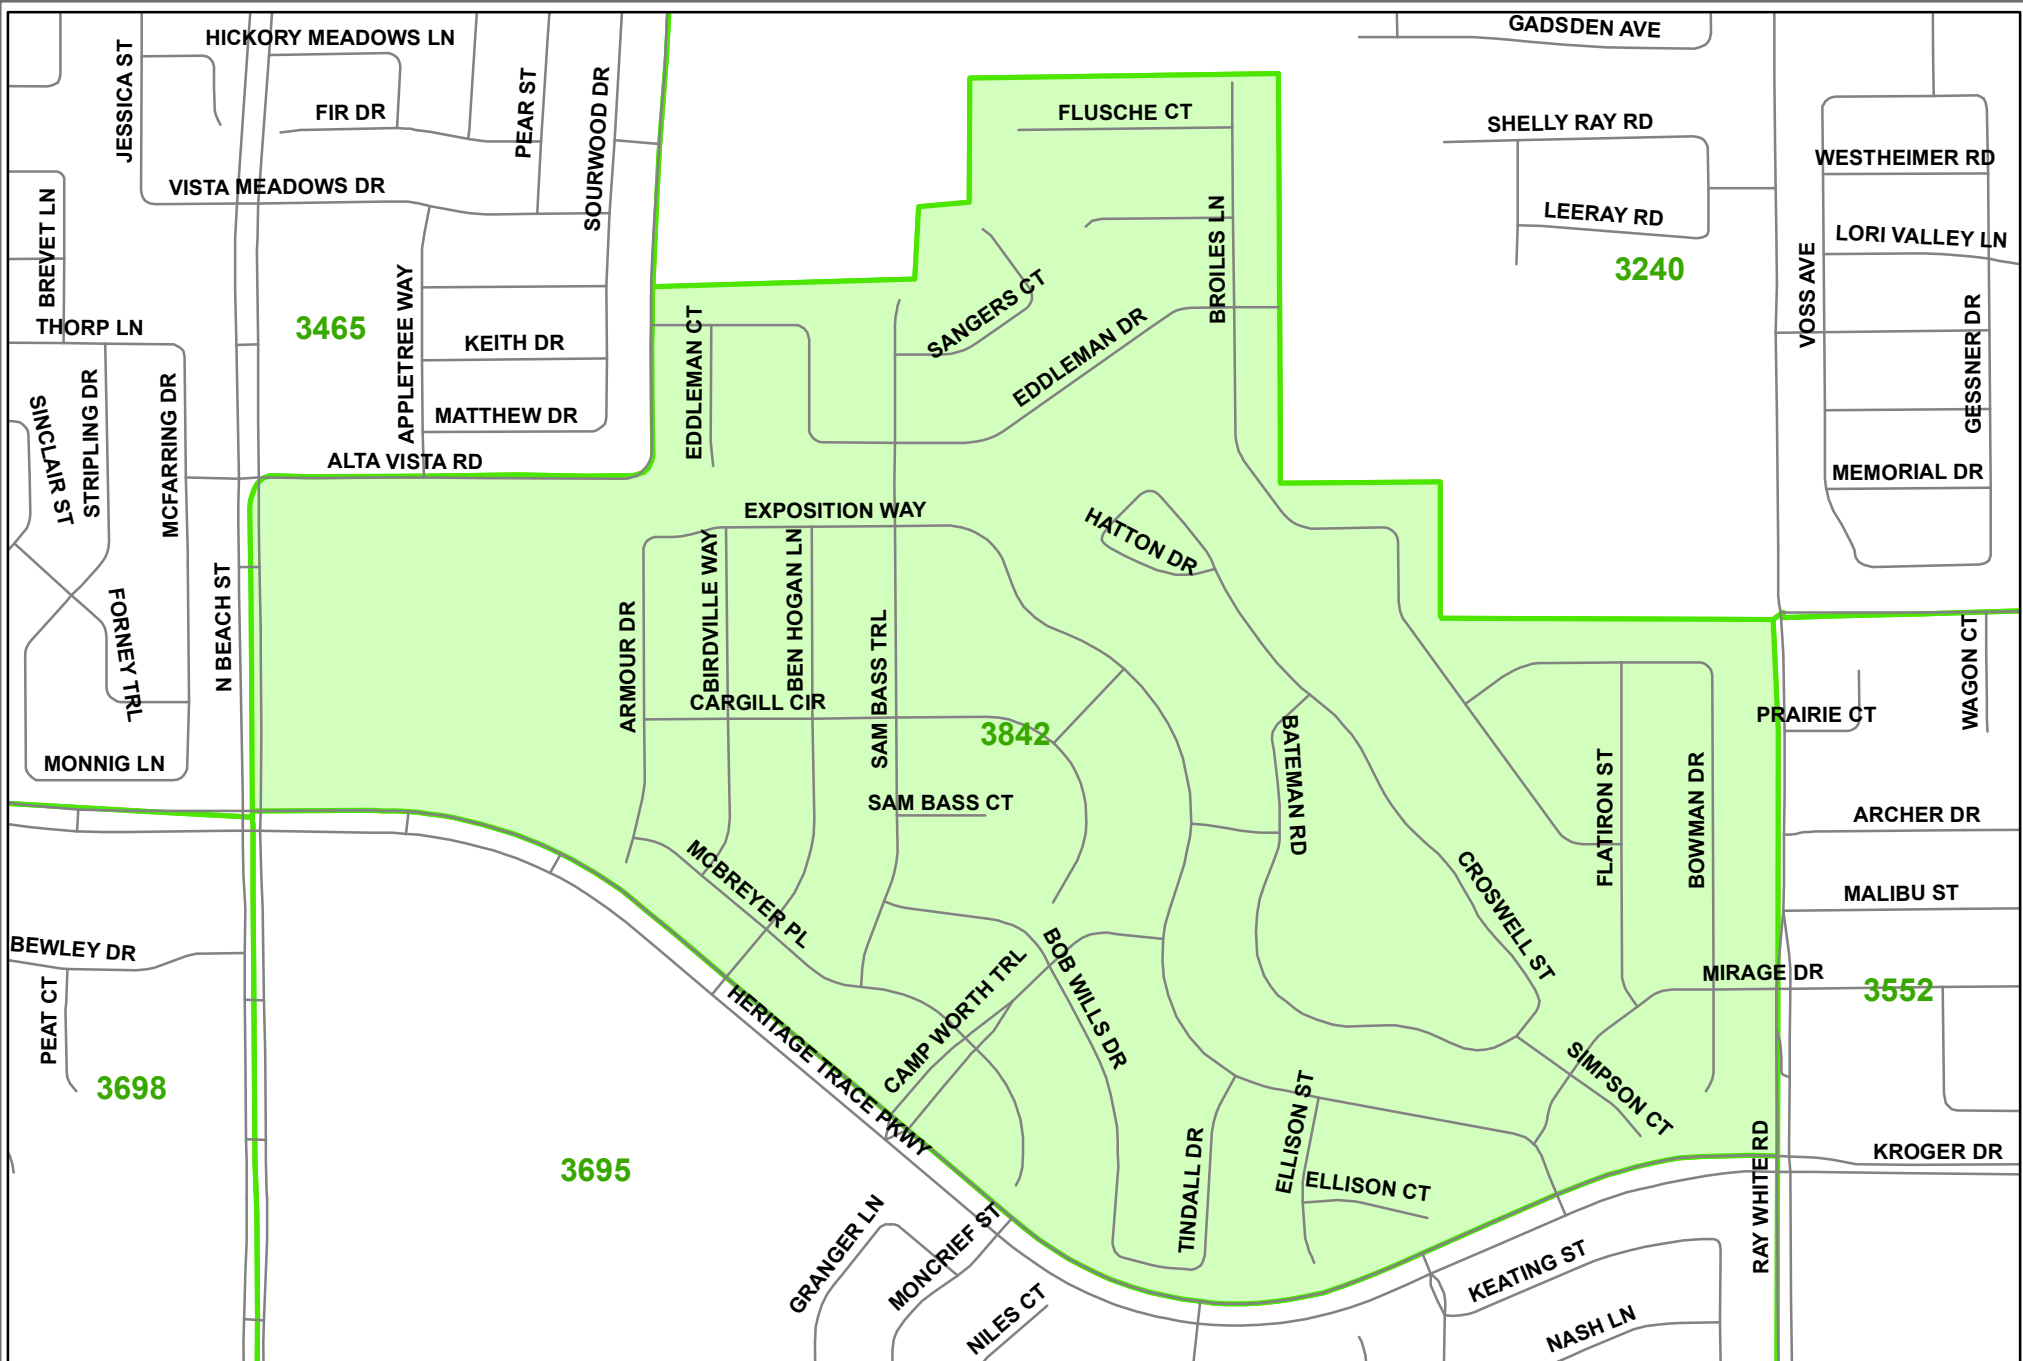 GADSDEN AVE
HICKORY MEADOWS LN
JESSICA ST
FIR DR
PEAR ST
SOURWOOD DR
FLUSCHE CT
SHELLY RAY RD
WESTHEIMER RD
VISTA MEADOWS DR
BREVET LN
LEERAY RD
LORI VALLEY LN
BROILES LN
3240
VOSS AVE
APPLETREE WAY
SANGERS CT
THORP LN
3465
KEITH DR
EDDLEMAN CT
EDDLEMAN DR
GESSNER DR
SINCLAIR ST
STRIPLING DR
MCFARRING DR
MATTHEW DR
ALTA VISTA RD
MEMORIAL DR
EXPOSITION WAY
HATTON DR
N BEACH ST
FORNEY TRL
ARMOUR DR
BIRDVILLE WAY
BEN HOGAN LN
SAM BASS TRL
CARGILL CIR
3842
BATEMAN RD
WAGON CT
PRAIRIE CT
MONNIG LN
SAM BASS CT
FLATIRON ST
BOWMAN DR
ARCHER DR
MCBREYER PL
CROSWELL ST
MALIBU ST
BEWLEY DR
PEAT CT
CAMP WORTH TRL
BOB WILLS DR
MIRAGE DR
3552
HERITAGE TRACE PKWY
3698
SIMPSON CT
3695
TINDALL DR
ELLISON ST
ELLISON CT
RAY WHITE RD
KROGER DR
GRANGER LN
MONCRIEF ST
NILES CT
KEATING ST
NASH LN